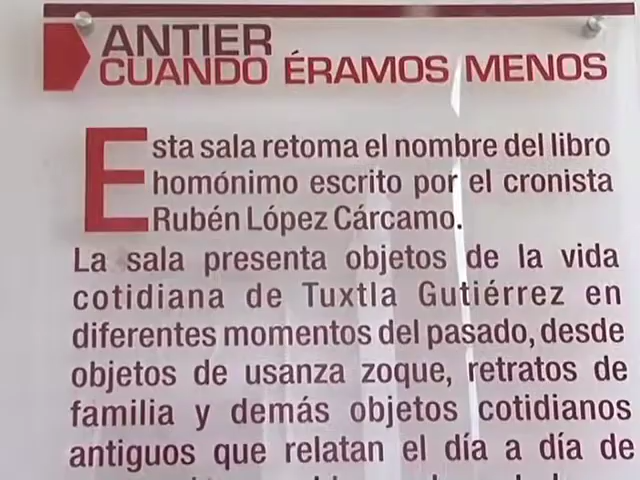 ANTIER
CUANDO ÉRAMOS MENOS
Esta sala retoma el nombre del libro
homónimo escrito por el cronista
Rubén López Cárcamo.
La sala presenta objetos de la vida
cotidiana de Tuxtla Gutiérrez en
diferentes momentos del pasado, desde
objetos de usanza zoque, retratos de
familia y demás objetos cotidianos
antiguos que relatan el día a día de